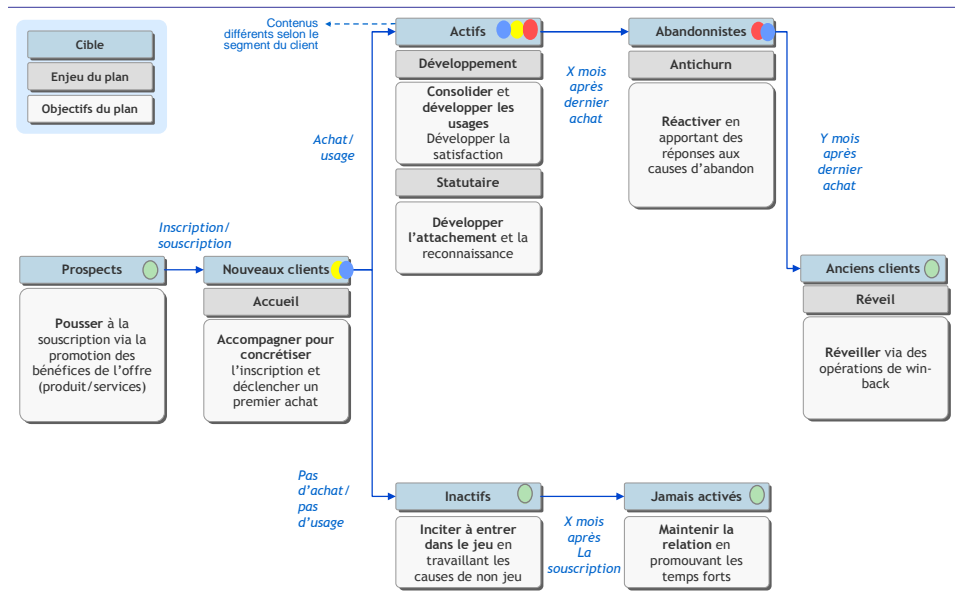 Cible
Enjeu du plan
Objectifs du plan
Contenus
différents selon le
segment du client
Actifs
Développement
Consolider et
développer les
usages
Développer la
satisfaction
Statutaire
Développer
l'attachement et la
reconnaissance
X mois
après
dernier
achat
Abandonnistes
Antichurn
Réactiver en
apportant des
réponses aux
causes d'abandon
Y mois
après
dernier
achat
Achat/
usage
Inscription/
souscription
Prospects
Pousser à la
souscription via la
promotion des
bénéfices de l'offre
(produit/services)
Nouveaux clients
Accueil
Accompagner pour
concrétiser
l'inscription et
déclencher un
premier achat
Anciens clients
Réveil
Réveiller via des
opérations de win-
back
Pas
d'achat/
pas
d'usage
Inactifs
Inciter à entrer
dans le jeu en
travaillant les
causes de non jeu
X mois
après
La
souscription
Jamais activés
Maintenir la
relation en
promouvant les
temps forts